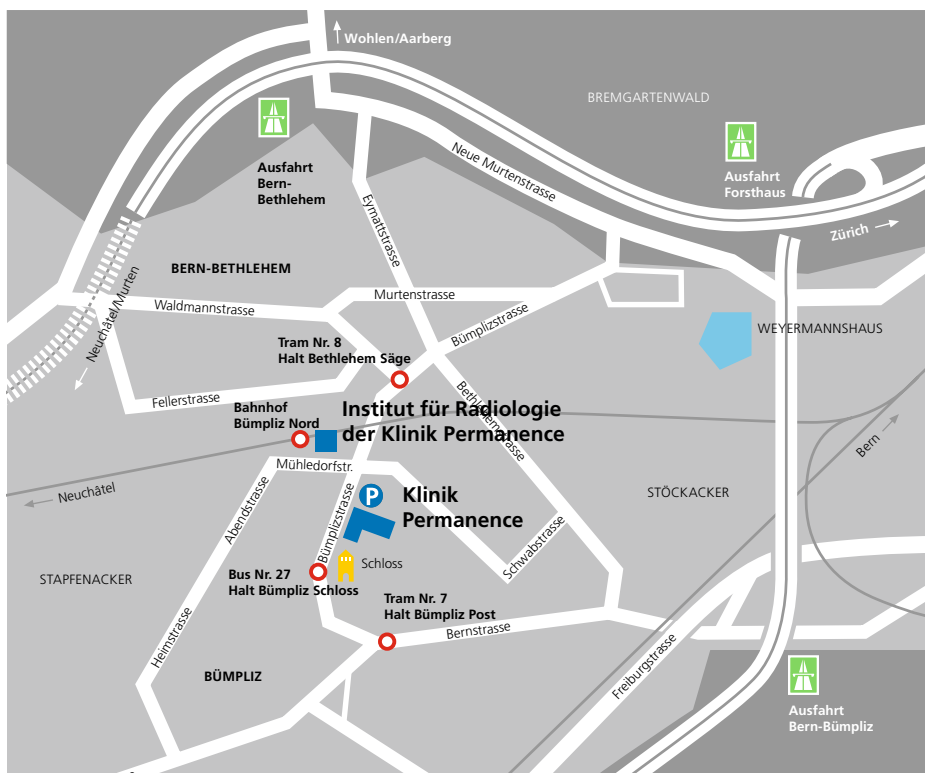 Wohlen/Aarberg
BREMGARTENWALD
Neue Murtenstrasse
Ausfahrt
Bern-
Bethlehem
Ausfahrt
Forsthaus
Zürich
Eymattstrasse
BERN-BETHLEHEM
Neuchâtel/Murten
Waldmannstrasse
Murtenstrasse
Bümplizstrasse
WEYERMANNSHAUS
Tram Nr. 8
Halt Bethlehem Säge
Fellerstrasse
Bethlehemstrasse
Bahnhof
Bümpliz Nord
Institut für Radiologie
der Klinik Permanence
Bern
Mühledorfstr.
Neuchâtel
Abendstrasse
P
Klinik
Permanence
STÖCKACKER
Bümplizstrasse
Schwabstrasse
Schloss
STAPFENACKER
Bus Nr. 27
Halt Bümpliz Schloss
Tram Nr. 7
Halt Bümpliz Post
Bernstrasse
Heimstrasse
Freiburgstrasse
BÜMPLIZ
Ausfahrt
Bern-Bümpliz